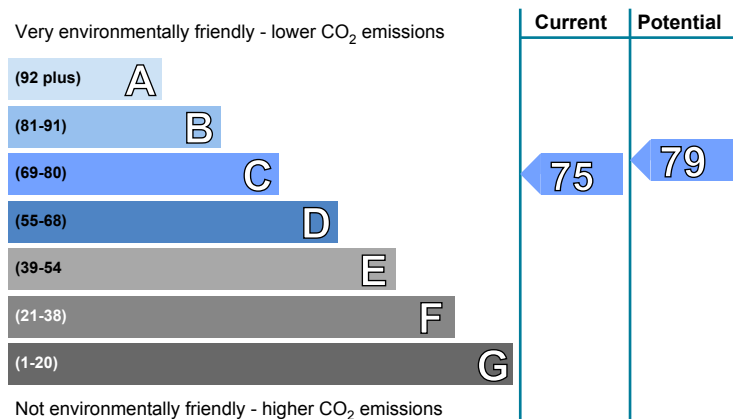 Very environmentally friendly - lower CO2 emissions
Current
Potential
(92 plus) A
(81-91) B
(69-80) C
(55-68) D
(39-54 E
(21-38) F
(1-20) G
75
79
Not environmentally friendly - higher CO2 emissions